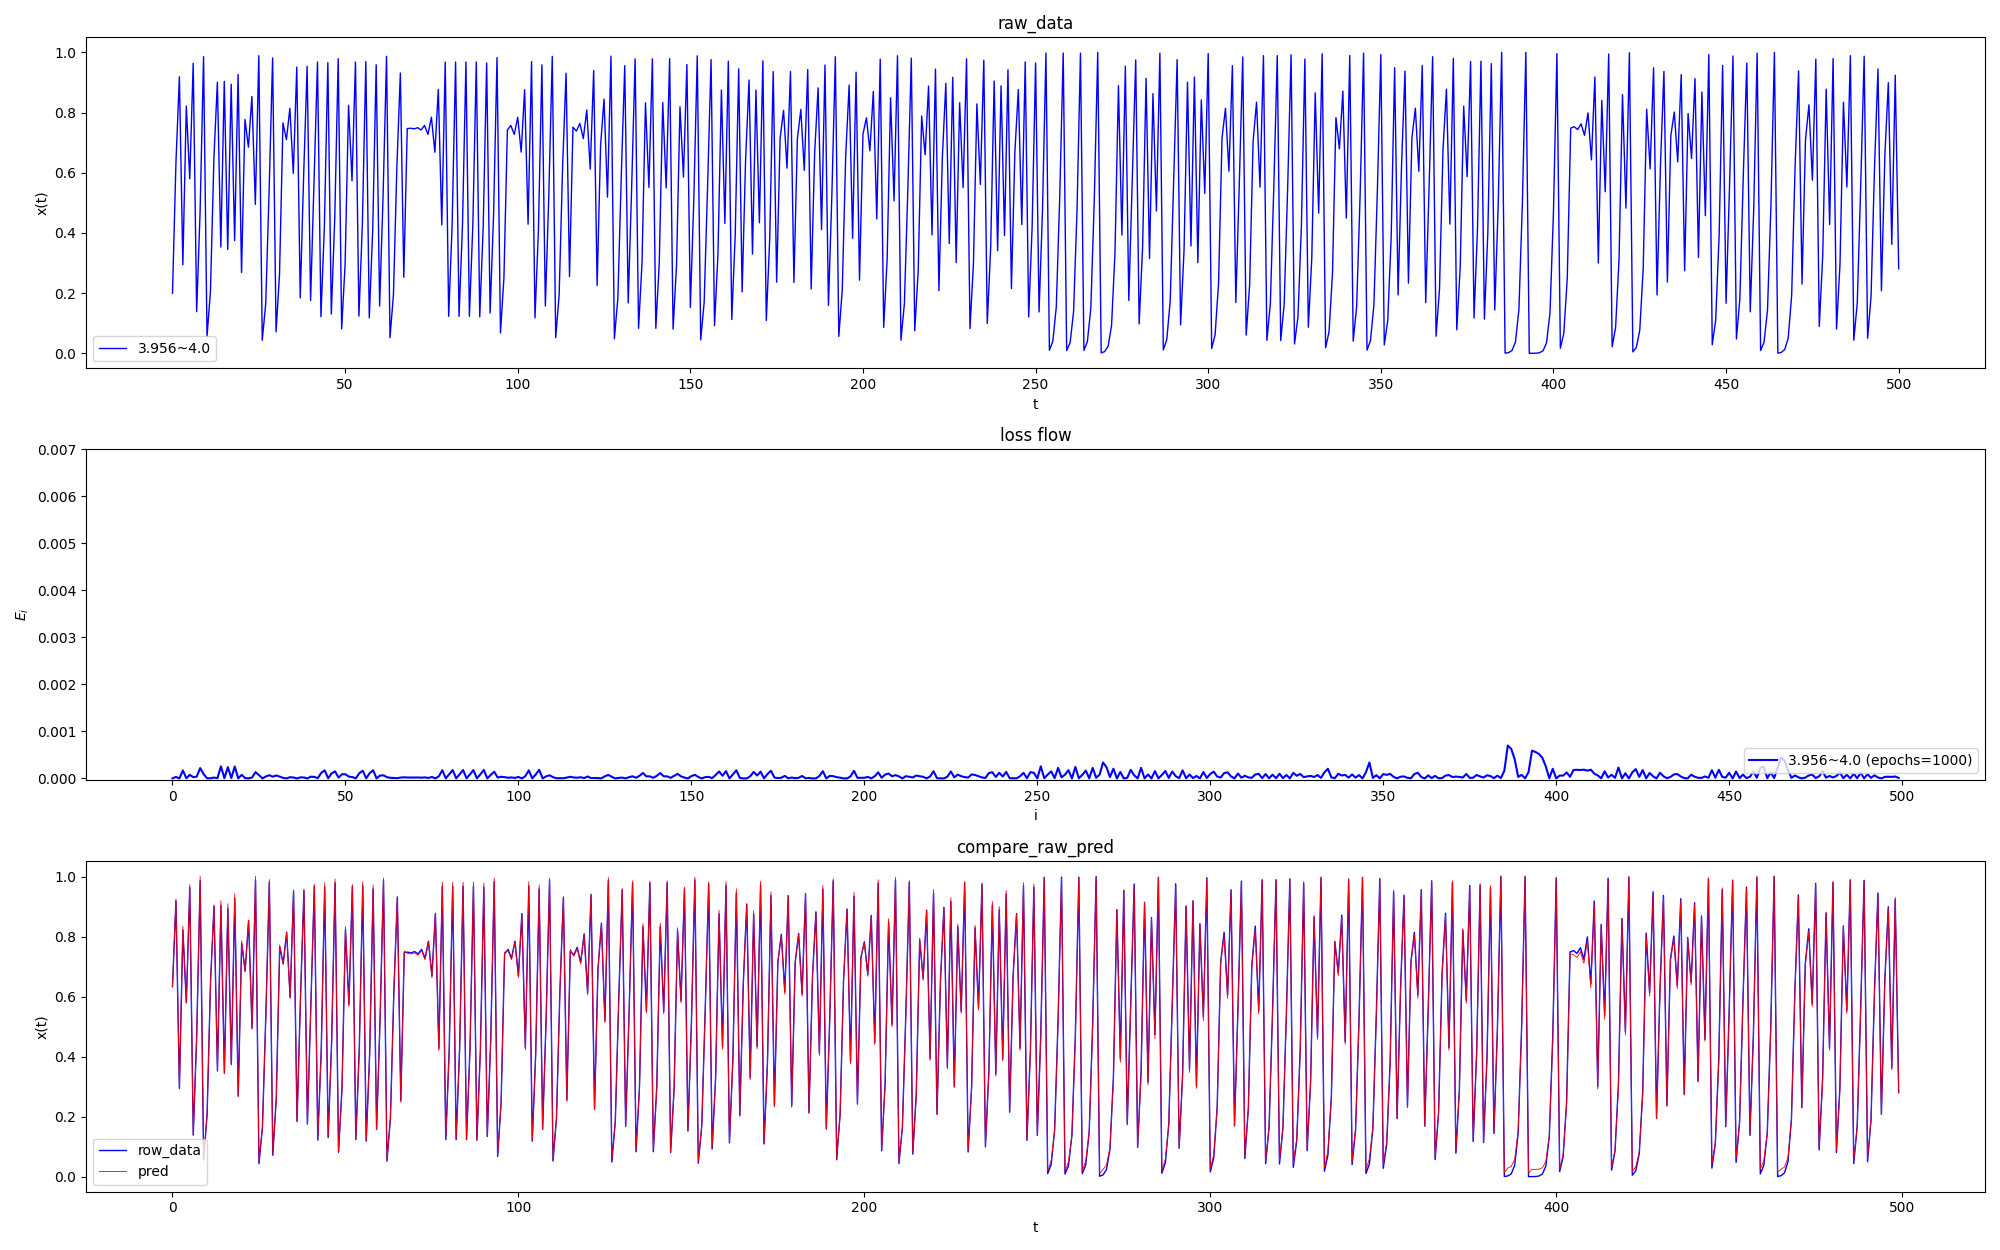 raw_data
1.0
0.8
0.6
0.4
0.2
0.0
x(t)
3.956~4.0
50 100 150 200 250 300 350 400 450 500
t
loss flow
0.007
0.006
0.005
0.004
0.003
0.002
0.001
0.000
E_i
3.956~4.0 (epochs=1000)
0 50 100 150 200 250 300 350 400 450 500
i
compare_raw_pred
1.0
0.8
0.6
0.4
0.2
0.0
x(t)
row_data
pred
0 100 200 300 400 500
t